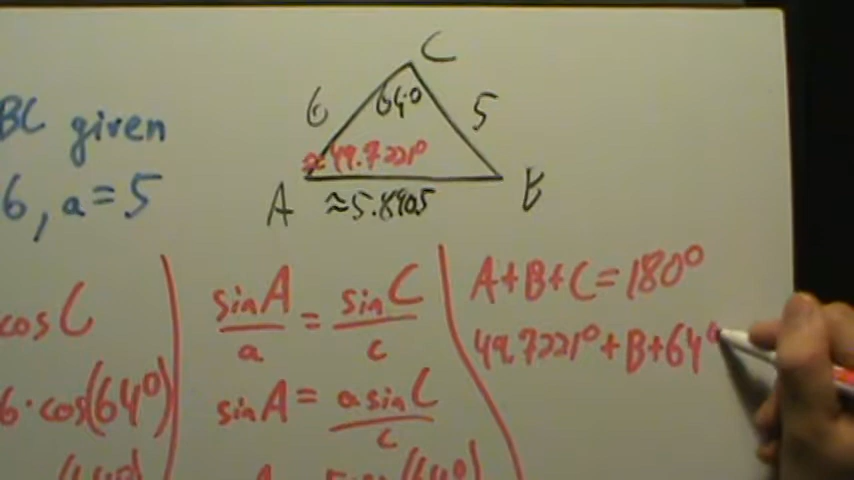 BC given
6, a=5
C
6
64°
5
≈49.7221°
A
≈5.8905
B
cos C
6·cos(64°)
sinA/a = sinC/c
sinA = asinC/c
A+B+C=180°
49.7221°+B+64°